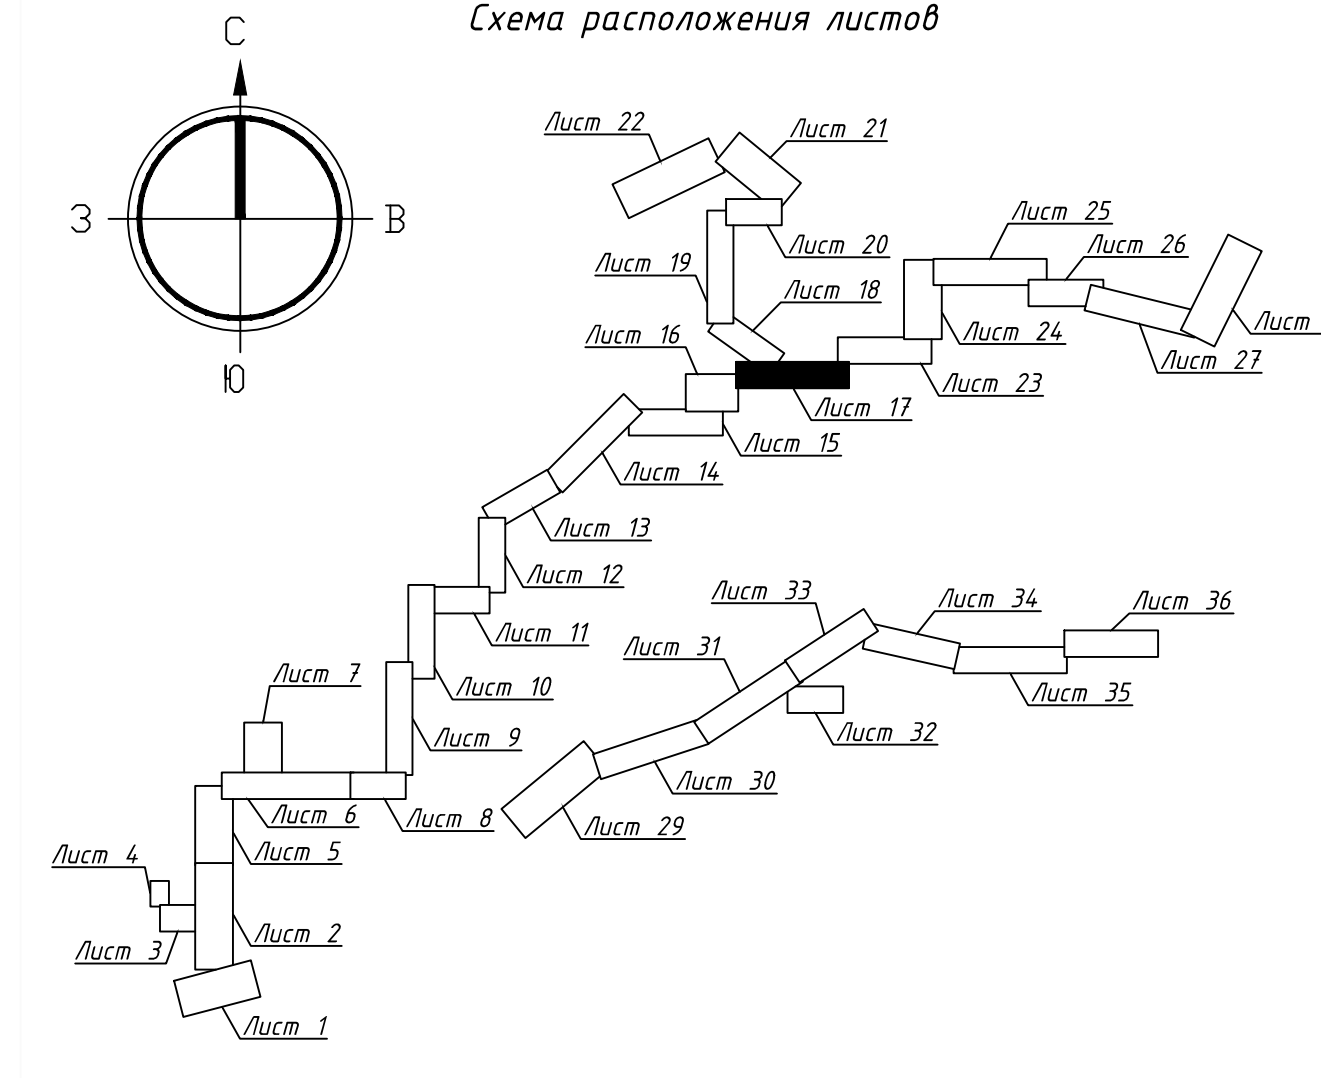 Схема расположения листов
С
З
В
Ю
Лист 22
Лист 21
Лист 20
Лист 19
Лист 18
Лист 16
Лист 25
Лист 26
Лист 24
Лист
Лист 27
Лист 23
Лист 17
Лист 15
Лист 14
Лист 13
Лист 12
Лист 11
Лист 10
Лист 9
Лист 7
Лист 6
Лист 8
Лист 5
Лист 4
Лист 2
Лист 3
Лист 1
Лист 33
Лист 34
Лист 36
Лист 31
Лист 35
Лист 32
Лист 30
Лист 29